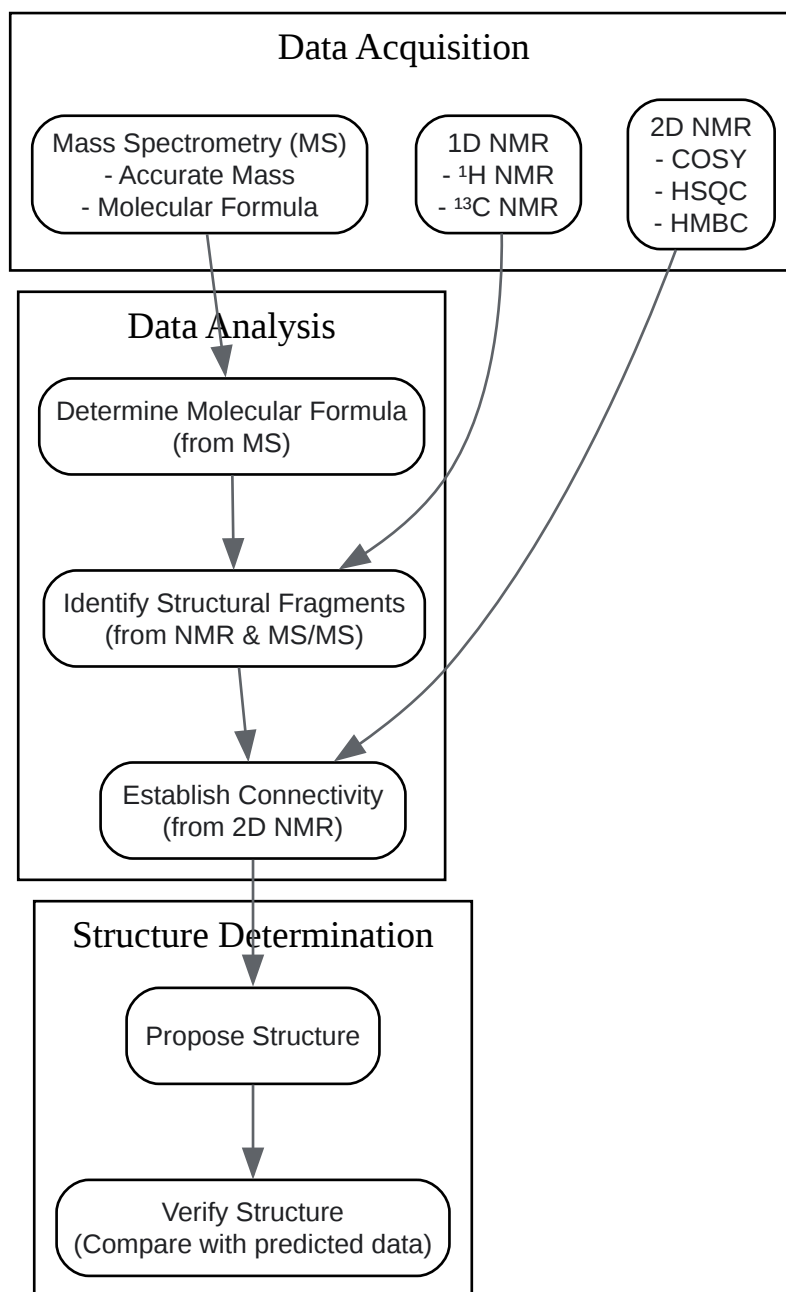 Data Acquisition
Mass Spectrometry (MS)
- Accurate Mass
- Molecular Formula
1D NMR
- ¹H NMR
- ¹³C NMR
2D NMR
- COSY
- HSQC
- HMBC
Data Analysis
Determine Molecular Formula
(from MS)
Identify Structural Fragments
(from NMR & MS/MS)
Establish Connectivity
(from 2D NMR)
Structure Determination
Propose Structure
Verify Structure
(Compare with predicted data)